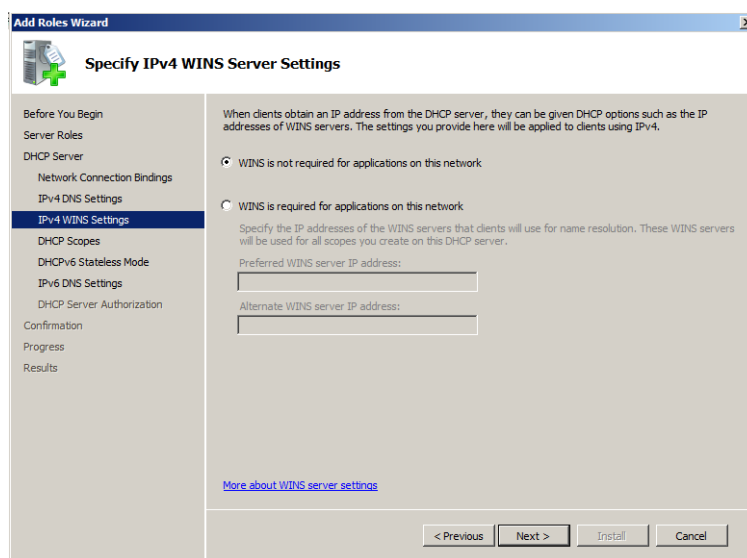 Add Roles Wizard
Specify IPv4 WINS Server Settings
Before You Begin
Server Roles
DHCP Server
Network Connection Bindings
IPv4 DNS Settings
IPv4 WINS Settings
DHCP Scopes
DHCPv6 Stateless Mode
IPv6 DNS Settings
DHCP Server Authorization
Confirmation
Progress
Results
When clients obtain an IP address from the DHCP server, they can be given DHCP options such as the IP
addresses of WINS servers. The settings you provide here will be applied to clients using IPv4.
WINS is not required for applications on this network
WINS is required for applications on this network
Specify the IP addresses of the WINS servers that clients will use for name resolution. These WINS servers
will be used for all scopes you create on this DHCP server.
Preferred WINS server IP address:
Alternate WINS server IP address:
More about WINS server settings
< Previous
Next >
Install
Cancel